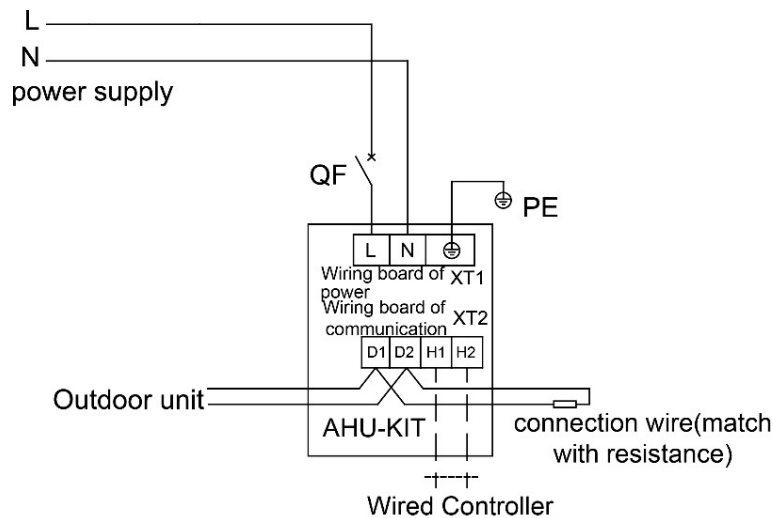 L
N
power supply
QF
PE
L N
Wiring board of
power
XT1
Wiring board of
communication
XT2
D1 D2 H1 H2
Outdoor unit
AHU-KIT
connection wire(match
with resistance)
Wired Controller